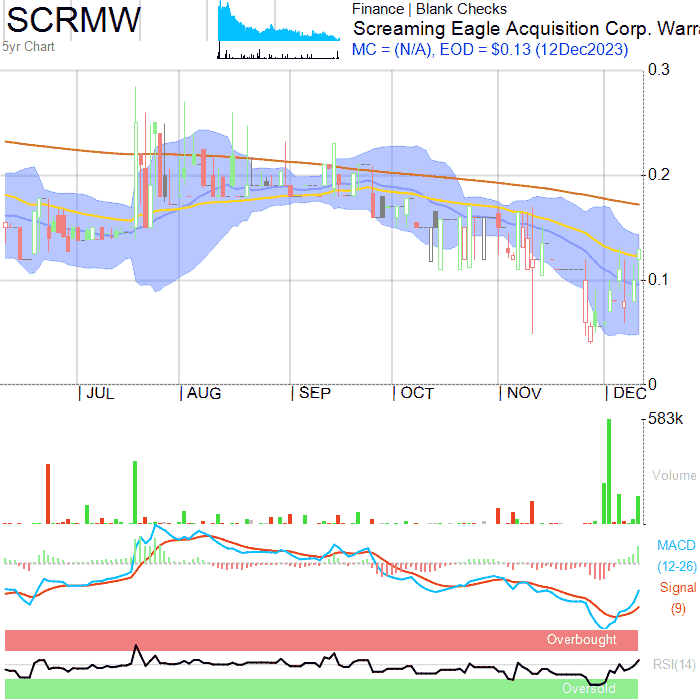 SCRMW
5yr Chart
Finance | Blank Checks
Screaming Eagle Acquisition Corp. Warra
MC = (N/A), EOD = $0.13 (12Dec2023)
0.3
0.2
0.1
0
JUL AUG SEP OCT NOV DEC
583k
Volume
MACD
(12-26)
Signal
(9)
Overbought
RSI(14)
Oversold